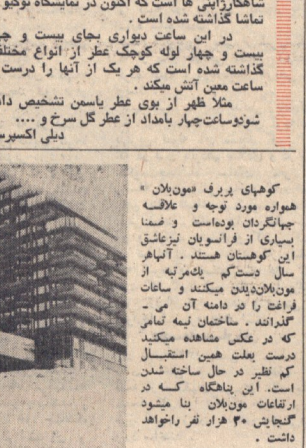 شاهکارژاپنی ها است که اکنون در نمایشگاه توکیو
تماشا گذاشته شده است .
در این ساعت دیواری بجای بیست و
بیست و چهار لوله کوچک عطر از انواع مختلف
گذاشته شده است که هر یک از آنها را درست
ساعت معین آتش میکند .
مثلا ظهر از بوی عطر یاسمن تشخیص
شودوساعت‌چهار بامداد از عطر گل سرخ و ....
دیلی اکسپرس
کوههای پربرف «مون‌بلان»
همواره مورد توجه و علاقه
جهانگردان بوده‌است و ضمنا
بسیاری از فرانسویان نیزعاشق
این کوهستان هستند . آنهاهر
سال دست‌کم یك‌مرتبه از
مون‌بلان‌دیدن میکنند و ساعات
فراغت را در دامنه آن می ـ
گذرانند . ساختمان نیمه تمامی
که در عکس مشاهده میکنید
درست بعلت همین استقبال
کم نظیر در حال ساخته شدن
است. این پناهگاه که در
ارتفاعات مون‌بلان بنا میشود
گنجایش ۳۰ هزار نفر راخواهد
داشت .